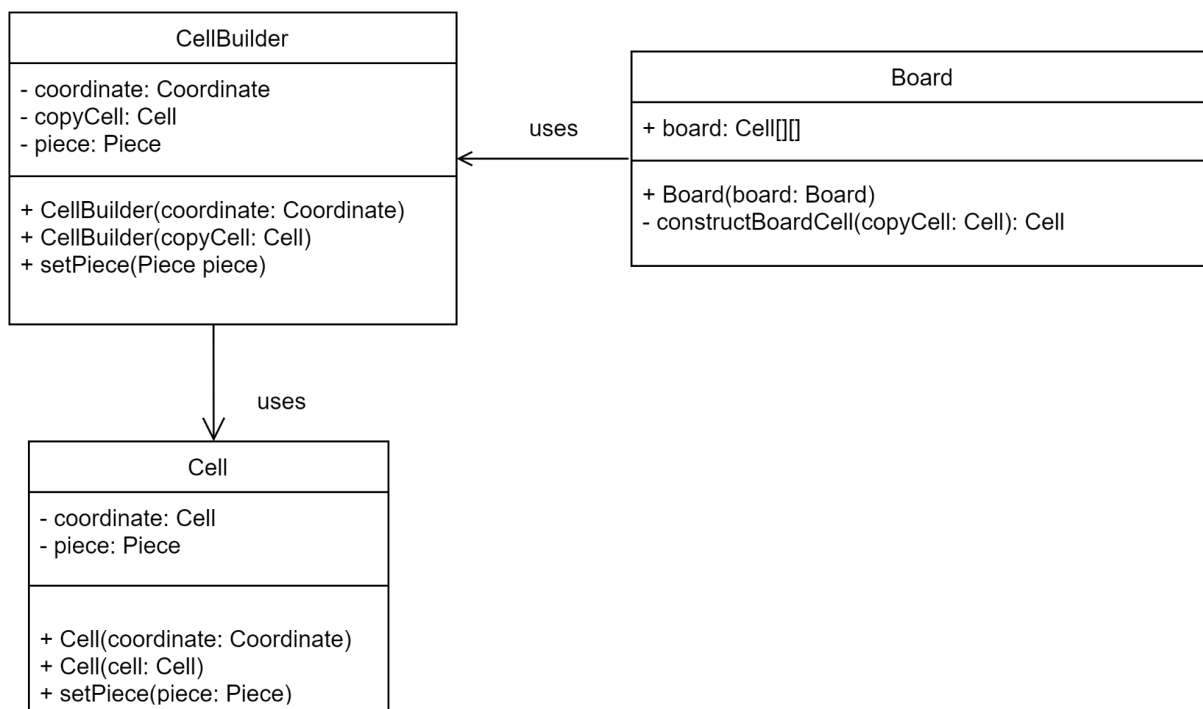 CellBuilder
- coordinate: Coordinate
- copyCell: Cell
- piece: Piece
+ CellBuilder(coordinate: Coordinate)
+ CellBuilder(copyCell: Cell)
+ setPiece(Piece piece)
uses
Board
+ board: Cell[][]
+ Board(board: Board)
- constructBoardCell(copyCell: Cell): Cell
uses
Cell
- coordinate: Cell
- piece: Piece
+ Cell(coordinate: Coordinate)
+ Cell(cell: Cell)
+ setPiece(piece: Piece)